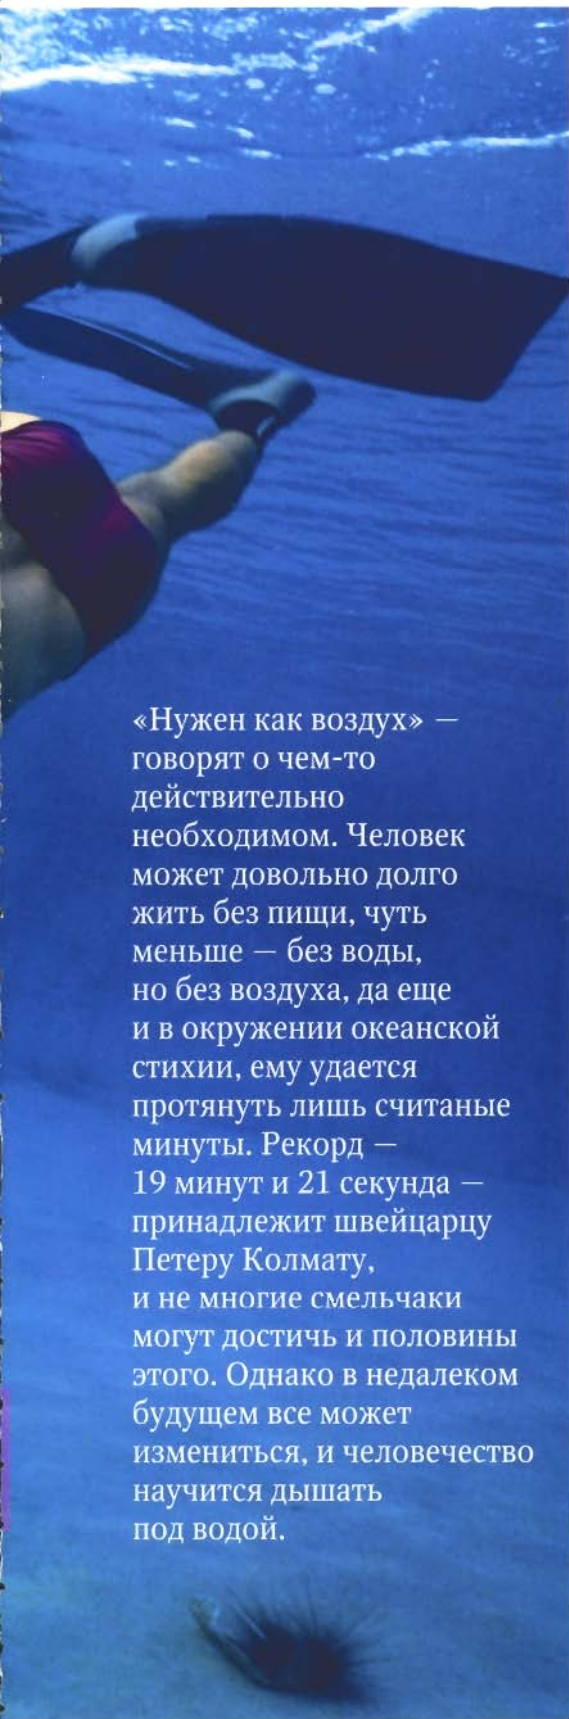 «Нужен как воздух» —
говорят о чем-то
действительно
необходимом. Человек
может довольно долго
жить без пищи, чуть
меньше — без воды,
но без воздуха, да еще
и в окружении океанской
стихии, ему удается
протянуть лишь считаные
минуты. Рекорд —
19 минут и 21 секунда —
принадлежит швейцарцу
Петеру Колмату,
и не многие смельчаки
могут достичь и половины
этого. Однако в недалеком
будущем все может
измениться, и человечество
научится дышать
под водой.